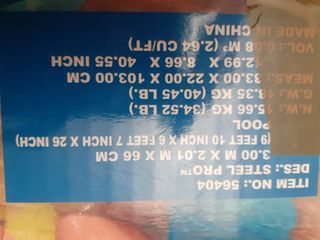 ITEM NO.: 56404
DES.: STEEL PRO™
3.00 M X 2.01 M X 66 CM
(9 FEET 10 INCH X 6 FEET 7 INCH X 26 INCH)
POOL
N.W.: 15.66 KG (34.52 LB.)
G.W.: 18.35 KG (40.45 LB.)
MEAS.: 33.00 X 22.00 X 103.00 CM
12.99 X 8.66 X 40.55 INCH
VOL.: 0.08 M³ (2.64 CU/FT)
MADE IN CHINA